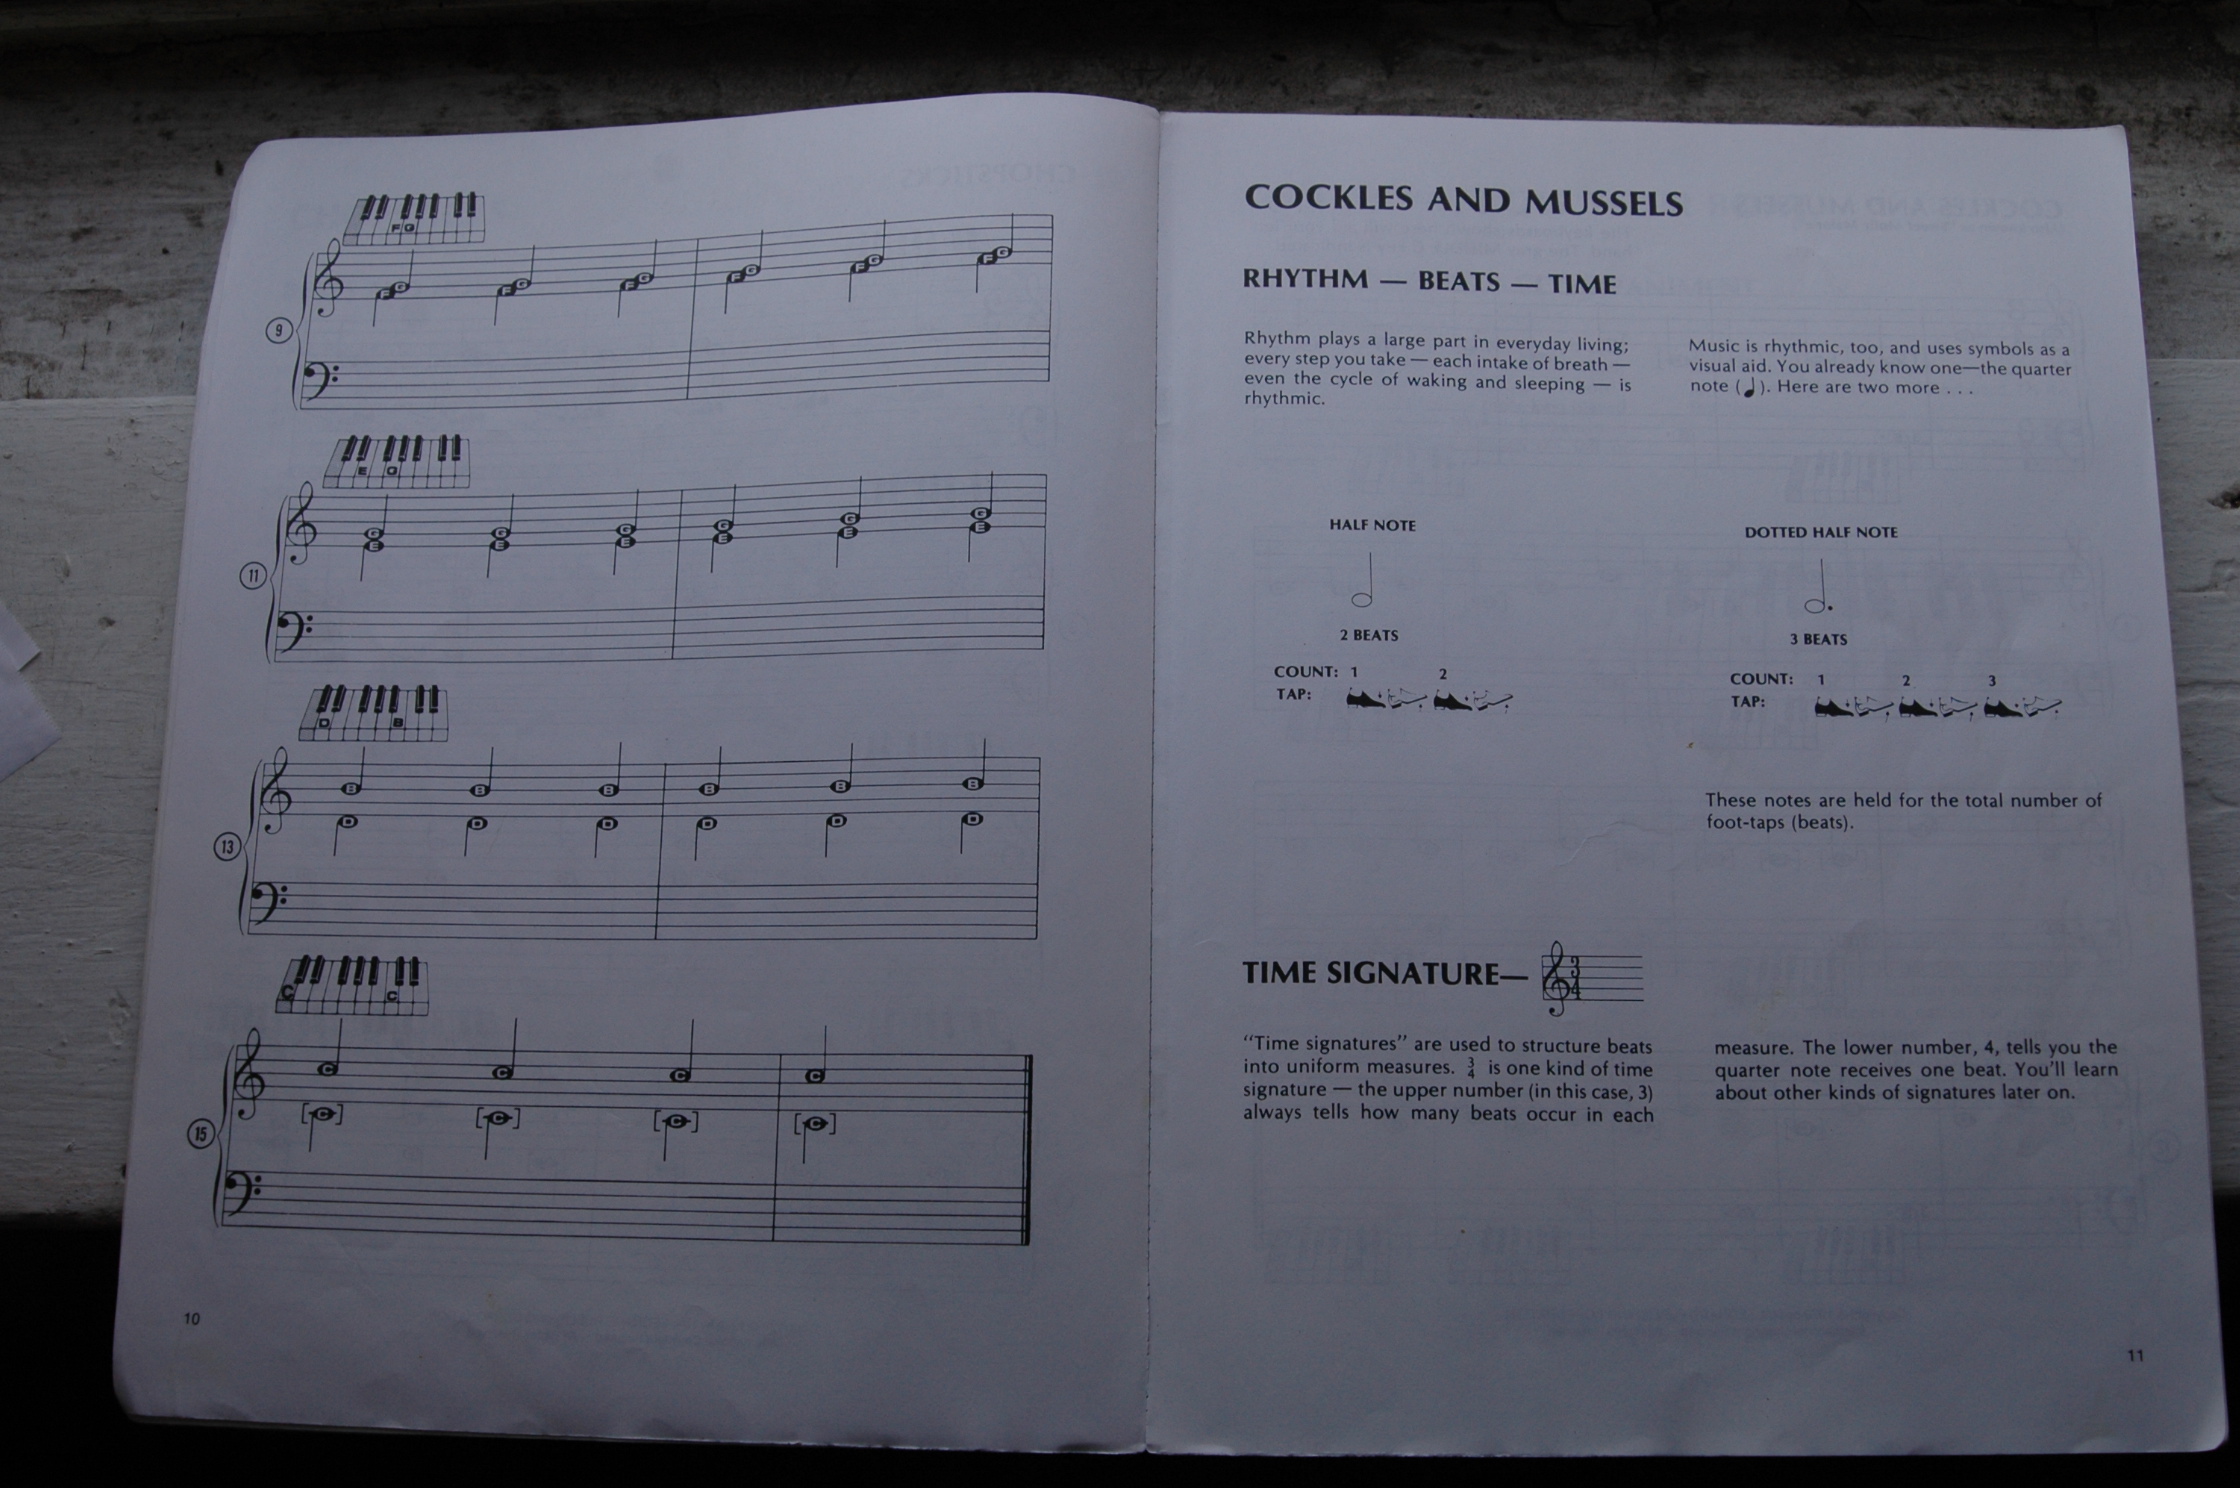 F G
9
F G F G F G F G F G F G
E G
11
G G G G G G
E E E E E E
D B
13
B B B B B B
D D D D D D
C C
15
C C C C
[C] [C] [C] [C]
10
COCKLES AND MUSSELS
RHYTHM — BEATS — TIME
Rhythm plays a large part in everyday living;
every step you take — each intake of breath —
even the cycle of waking and sleeping — is
rhythmic.
Music is rhythmic, too, and uses symbols as a
visual aid. You already know one—the quarter
note (♩). Here are two more . . .
HALF NOTE
2 BEATS
COUNT: 1 2
TAP:
DOTTED HALF NOTE
3 BEATS
COUNT: 1 2 3
TAP:
These notes are held for the total number of
foot-taps (beats).
TIME SIGNATURE— 3/4
“Time signatures” are used to structure beats
into uniform measures. 3/4 is one kind of time
signature — the upper number (in this case, 3)
always tells how many beats occur in each
measure. The lower number, 4, tells you the
quarter note receives one beat. You'll learn
about other kinds of signatures later on.
11